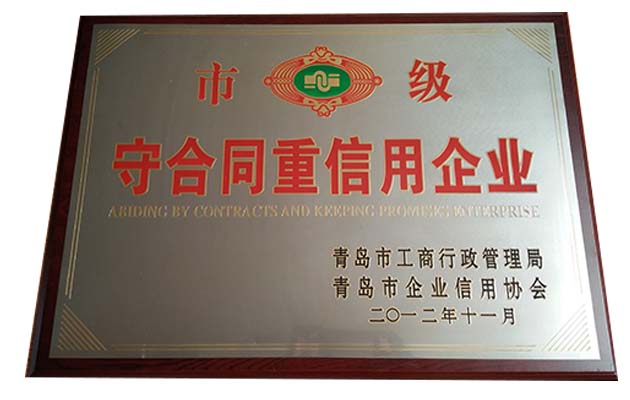 市 级
守合同重信用企业
ABIDING BY CONTRACTS AND KEEPING PROMISES ENTERPRISE
青岛市工商行政管理局
青岛市企业信用协会
二〇一二年十一月